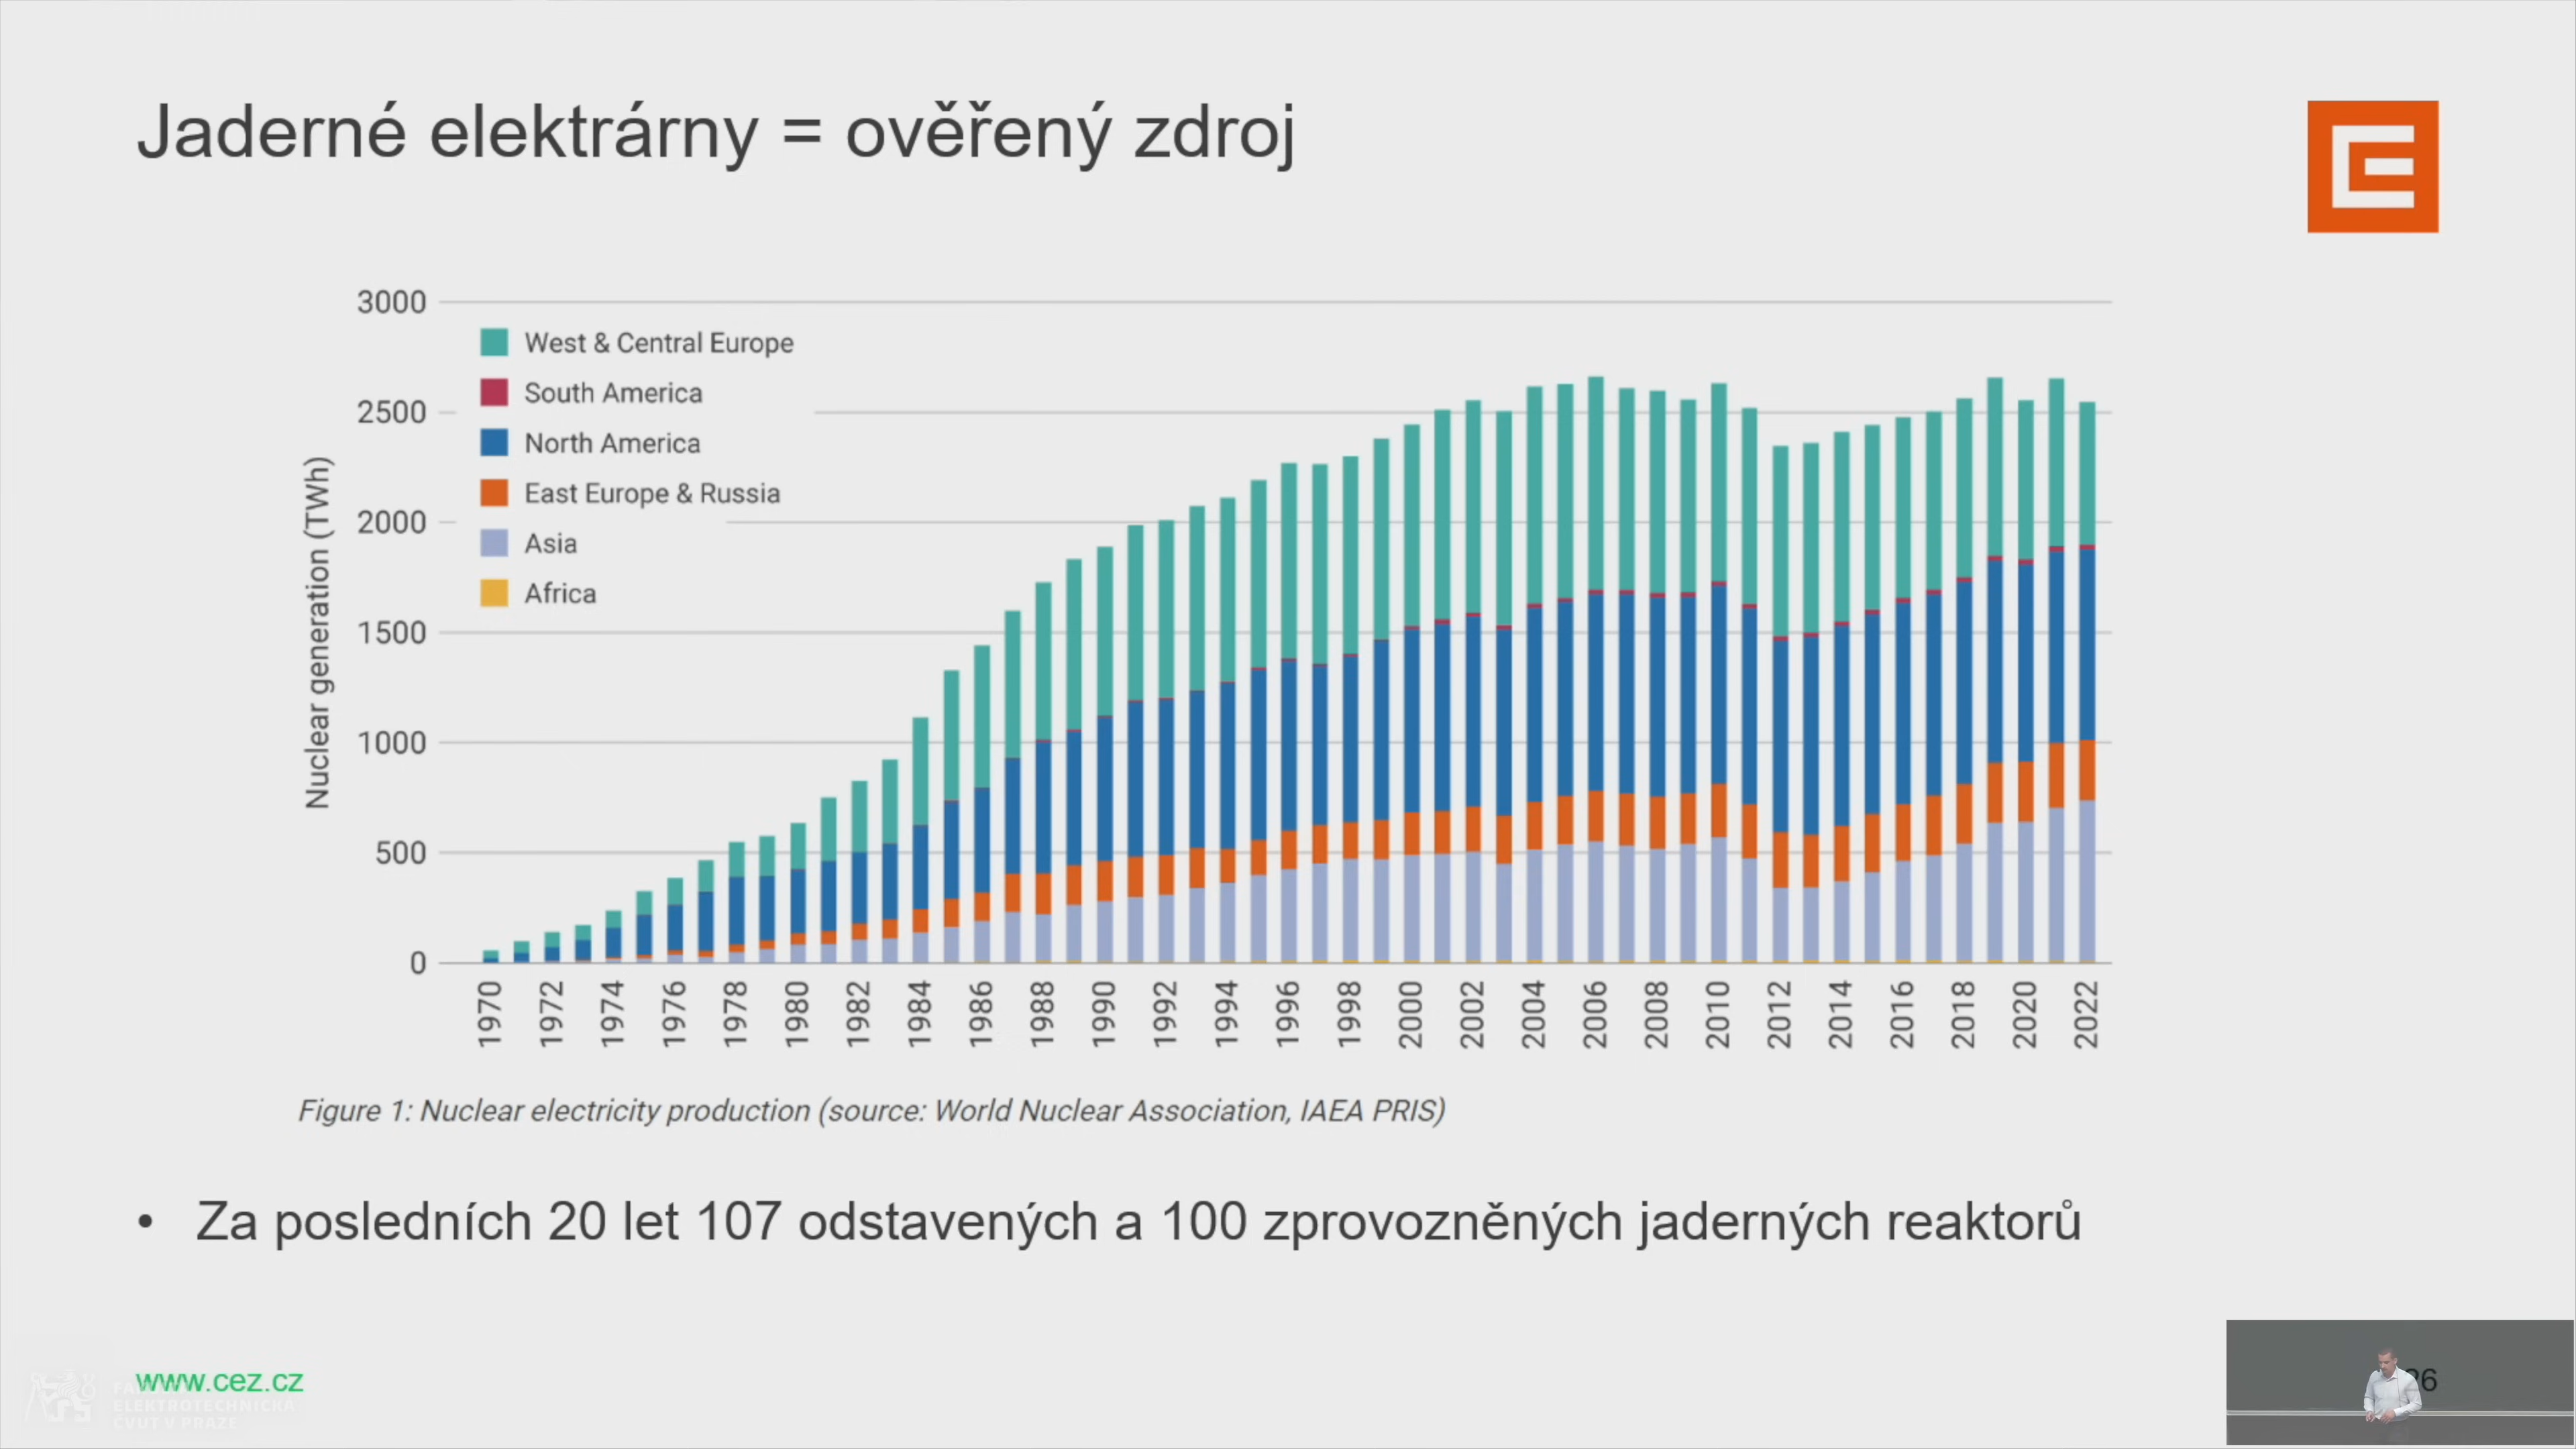 Jaderné elektrárny = ověřený zdroj
3000
2500
2000
1500
1000
500
0
Nuclear generation (TWh)
West & Central Europe
South America
North America
East Europe & Russia
Asia
Africa
1970
1972
1974
1976
1978
1980
1982
1984
1986
1988
1990
1992
1994
1996
1998
2000
2002
2004
2006
2008
2010
2012
2014
2016
2018
2020
2022
Figure 1: Nuclear electricity production (source: World Nuclear Association, IAEA PRIS)
• Za posledních 20 let 107 odstavených a 100 zprovozněných jaderných reaktorů
www.cez.cz
FAKULTA
ELEKTROTECHNICKÁ
ČVUT V PRAZE